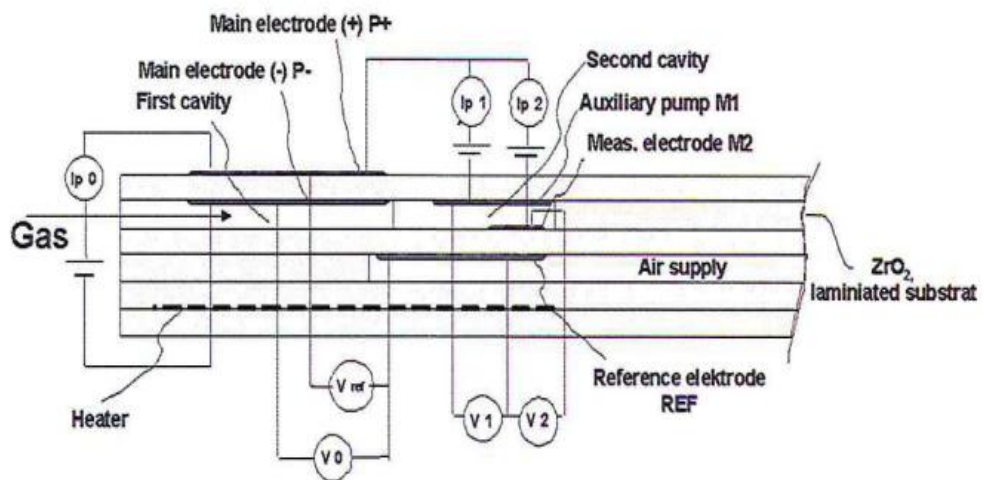 Main electrode (+) P+
Main electrode (-) P-
First cavity
Second cavity
Auxiliary pump M1
Meas. electrode M2
Ip 1
Ip 2
Ip 0
Gas
Air supply
ZrO₂,
laminiated substrat
Heater
V ref
V 0
V 1
V 2
Reference elektrode
REF